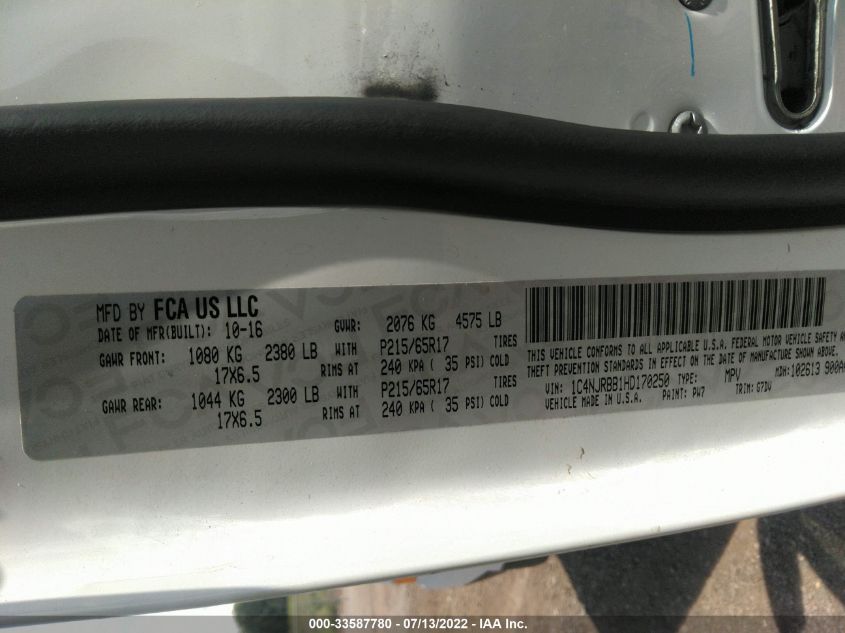 MFD BY FCA US LLC
DATE OF MFR(BUILT): 10-16 GVWR: 2076 KG 4575 LB
GAWR FRONT: 1080 KG 2380 LB WITH P215/65R17 TIRES
17X6.5 RIMS AT 240 KPA ( 35 PSI) COLD
GAWR REAR: 1044 KG 2300 LB WITH P215/65R17 TIRES
17X6.5 RIMS AT 240 KPA ( 35 PSI) COLD
THIS VEHICLE CONFORMS TO ALL APPLICABLE U.S.A. FEDERAL MOTOR VEHICLE SAFETY AN
THEFT PREVENTION STANDARDS IN EFFECT ON THE DATE OF MANUFACTURE SHOWN ABOVE.
VIN: 1C4NJRBB1HD170250 TYPE: MPV MDH: 102613 900A
VEHICLE MADE IN U.S.A. PAINT: PW7 TRIM: G7DV
000-33587780 - 07/13/2022 - IAA Inc.